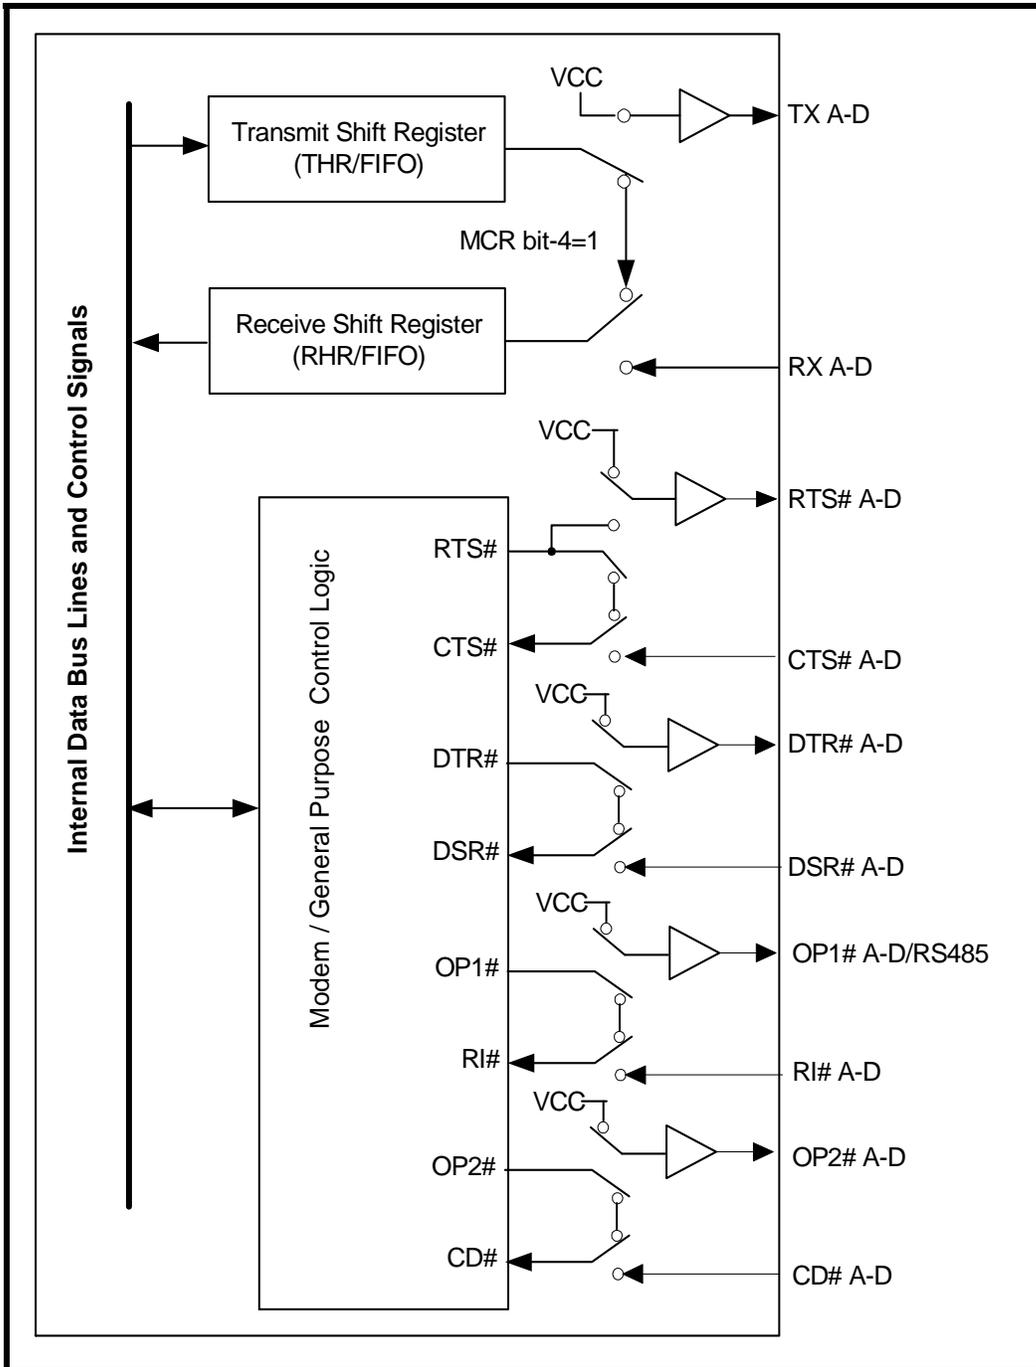 VCC
TX A-D
Transmit Shift Register
(THR/FIFO)
MCR bit-4=1
Receive Shift Register
(RHR/FIFO)
RX A-D
Internal Data Bus Lines and Control Signals
VCC
RTS# A-D
Modem / General Purpose Control Logic
RTS#
CTS#
CTS# A-D
VCC
DTR# A-D
DTR#
DSR#
DSR# A-D
VCC
OP1# A-D/RS485
OP1#
RI#
RI# A-D
VCC
OP2# A-D
OP2#
CD#
CD# A-D